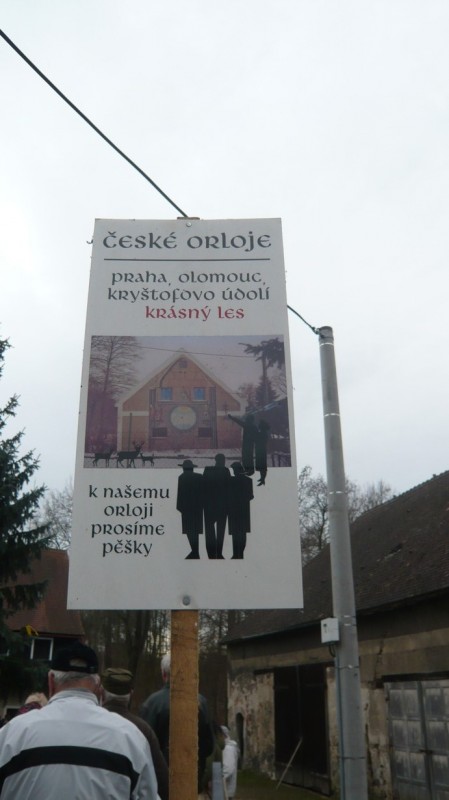 ČESKÉ ORLOJE
PRAHA, OLOMOUC,
KRYŠTOFOVO ÚDOLÍ
KRÁSNÝ LES
K NAŠEMU
ORLOJI
PROSÍME
PĚŠKY